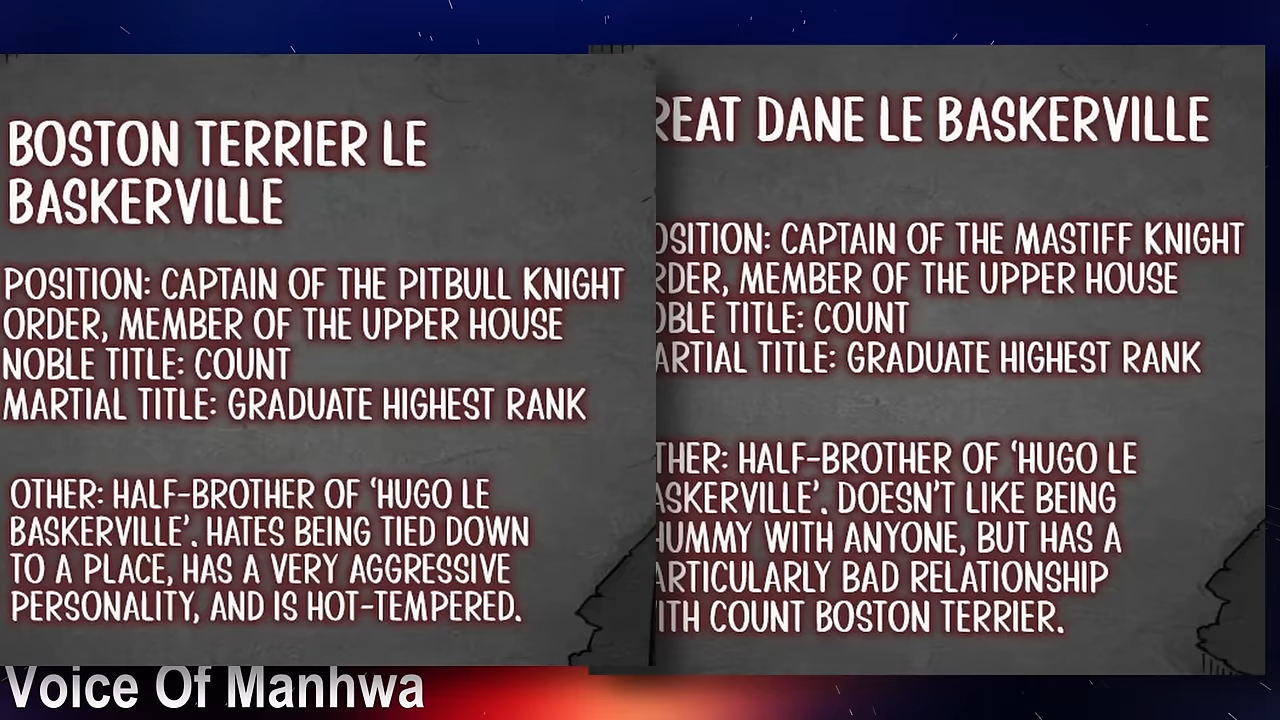 BOSTON TERRIER LE
BASKERVILLE
POSITION: CAPTAIN OF THE PITBULL KNIGHT
ORDER, MEMBER OF THE UPPER HOUSE
NOBLE TITLE: COUNT
MARTIAL TITLE: GRADUATE HIGHEST RANK
OTHER: HALF-BROTHER OF ‘HUGO LE
BASKERVILLE’. HATES BEING TIED DOWN
TO A PLACE, HAS A VERY AGGRESSIVE
PERSONALITY, AND IS HOT-TEMPERED.
REAT DANE LE BASKERVILLE
OSITION: CAPTAIN OF THE MASTIFF KNIGHT
RDER, MEMBER OF THE UPPER HOUSE
OBLE TITLE: COUNT
ARTIAL TITLE: GRADUATE HIGHEST RANK
THER: HALF-BROTHER OF ‘HUGO LE
ASKERVILLE’. DOESN’T LIKE BEING
HUMMY WITH ANYONE, BUT HAS A
ARTICULARLY BAD RELATIONSHIP
ITH COUNT BOSTON TERRIER.
Voice Of Manhwa